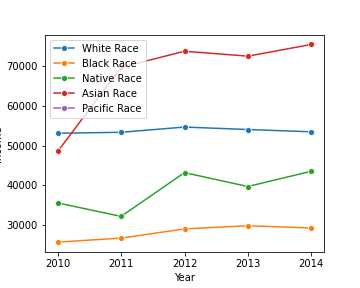 White Race
Black Race
Native Race
Asian Race
Pacific Race
70000
60000
50000
40000
30000
2010
2011
2012
2013
2014
Year